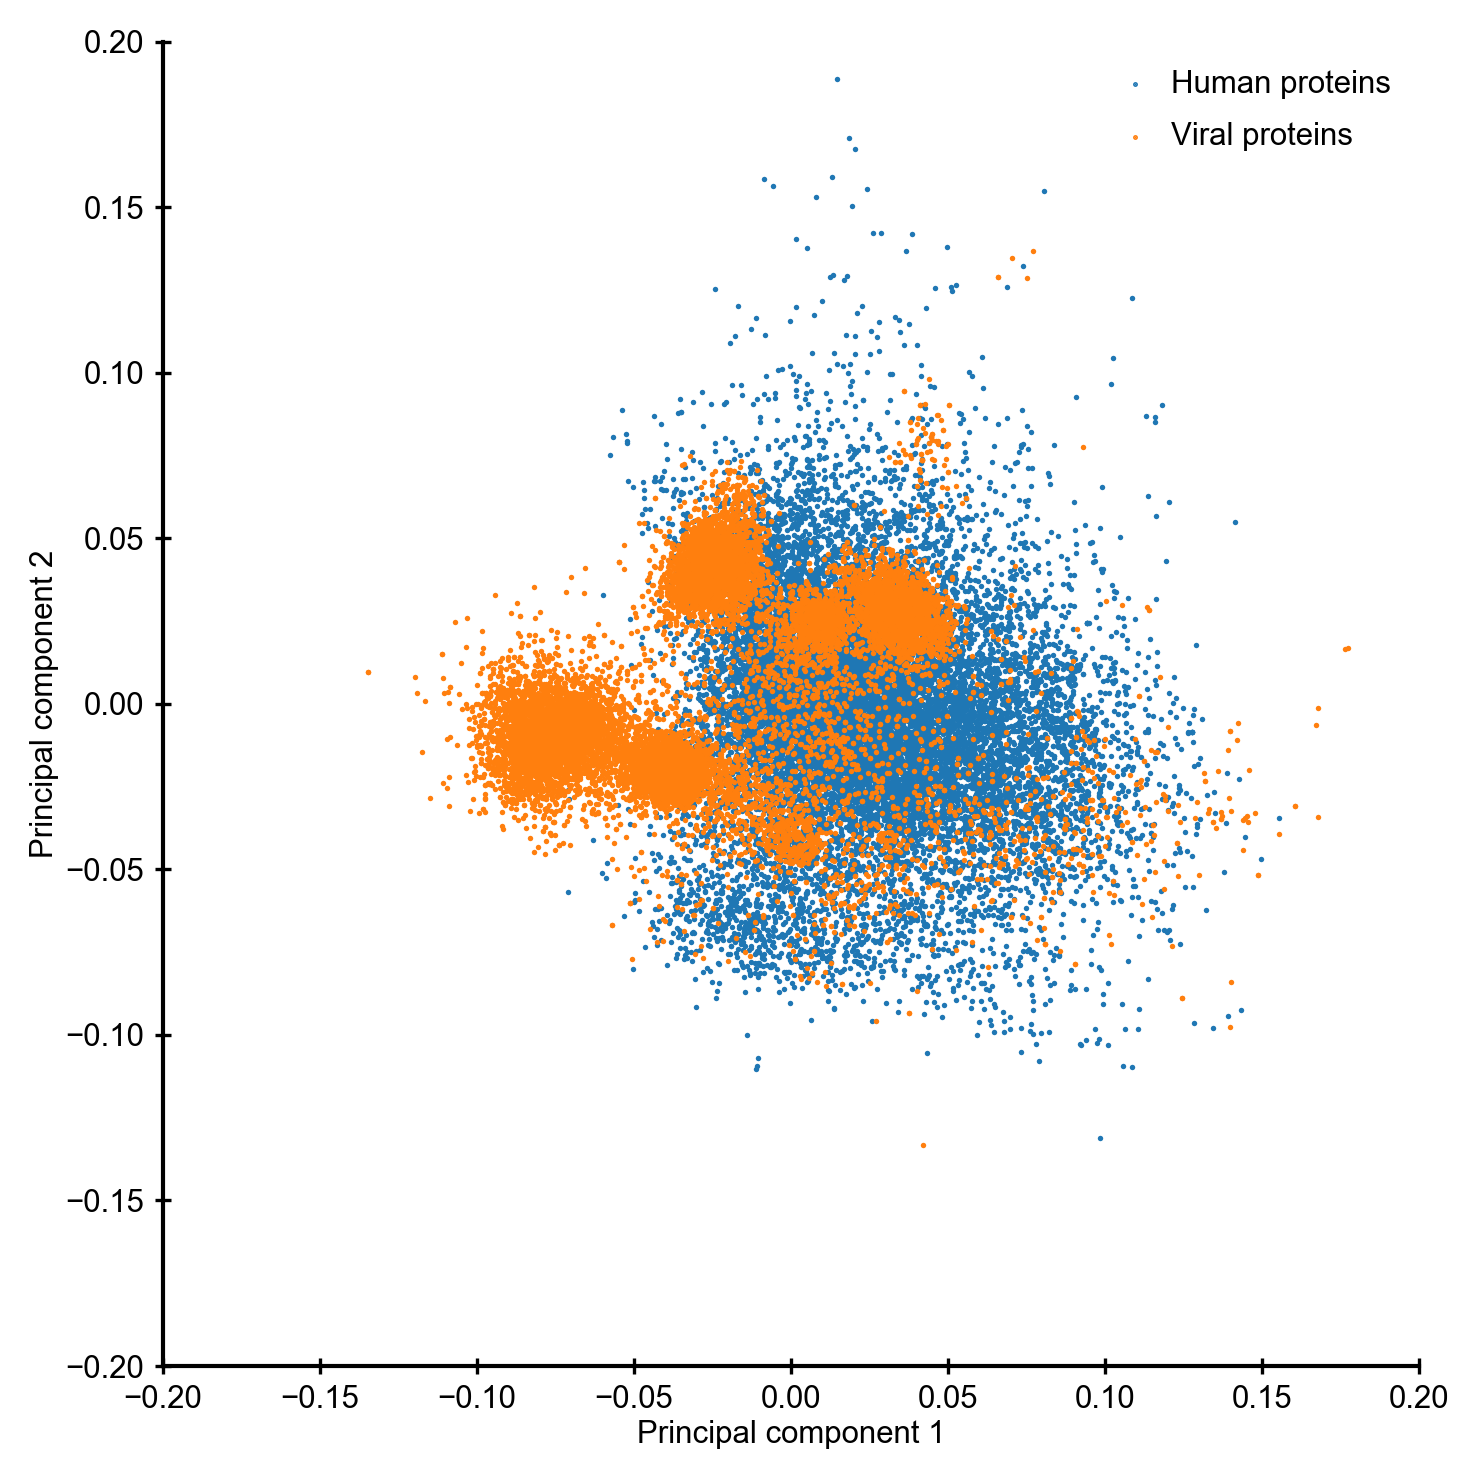 0.20
Human proteins
Viral proteins
0.15
0.10
0.05
0.00
−0.05
−0.10
−0.15
−0.20
Principal component 2
−0.20 −0.15 −0.10 −0.05 0.00 0.05 0.10 0.15 0.20
Principal component 1